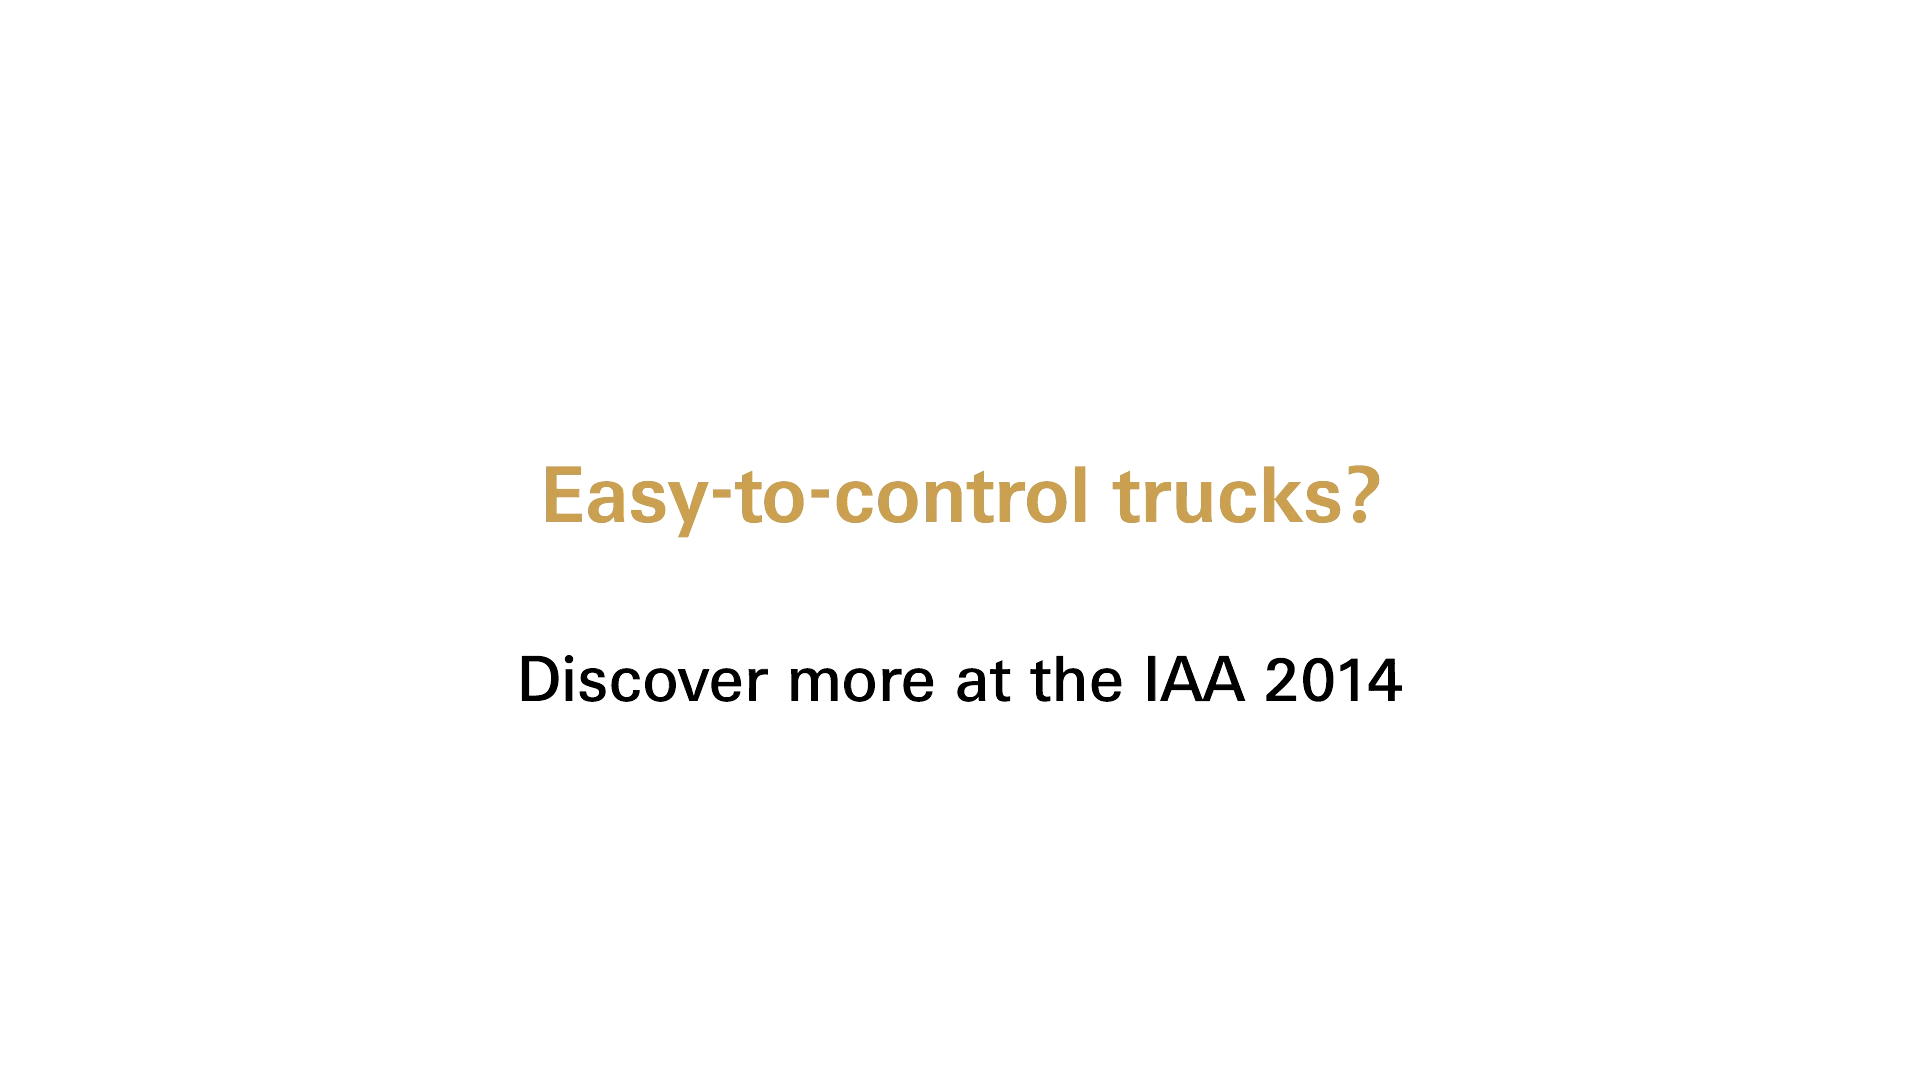 Easy-to-control trucks?
Discover more at the IAA 2014